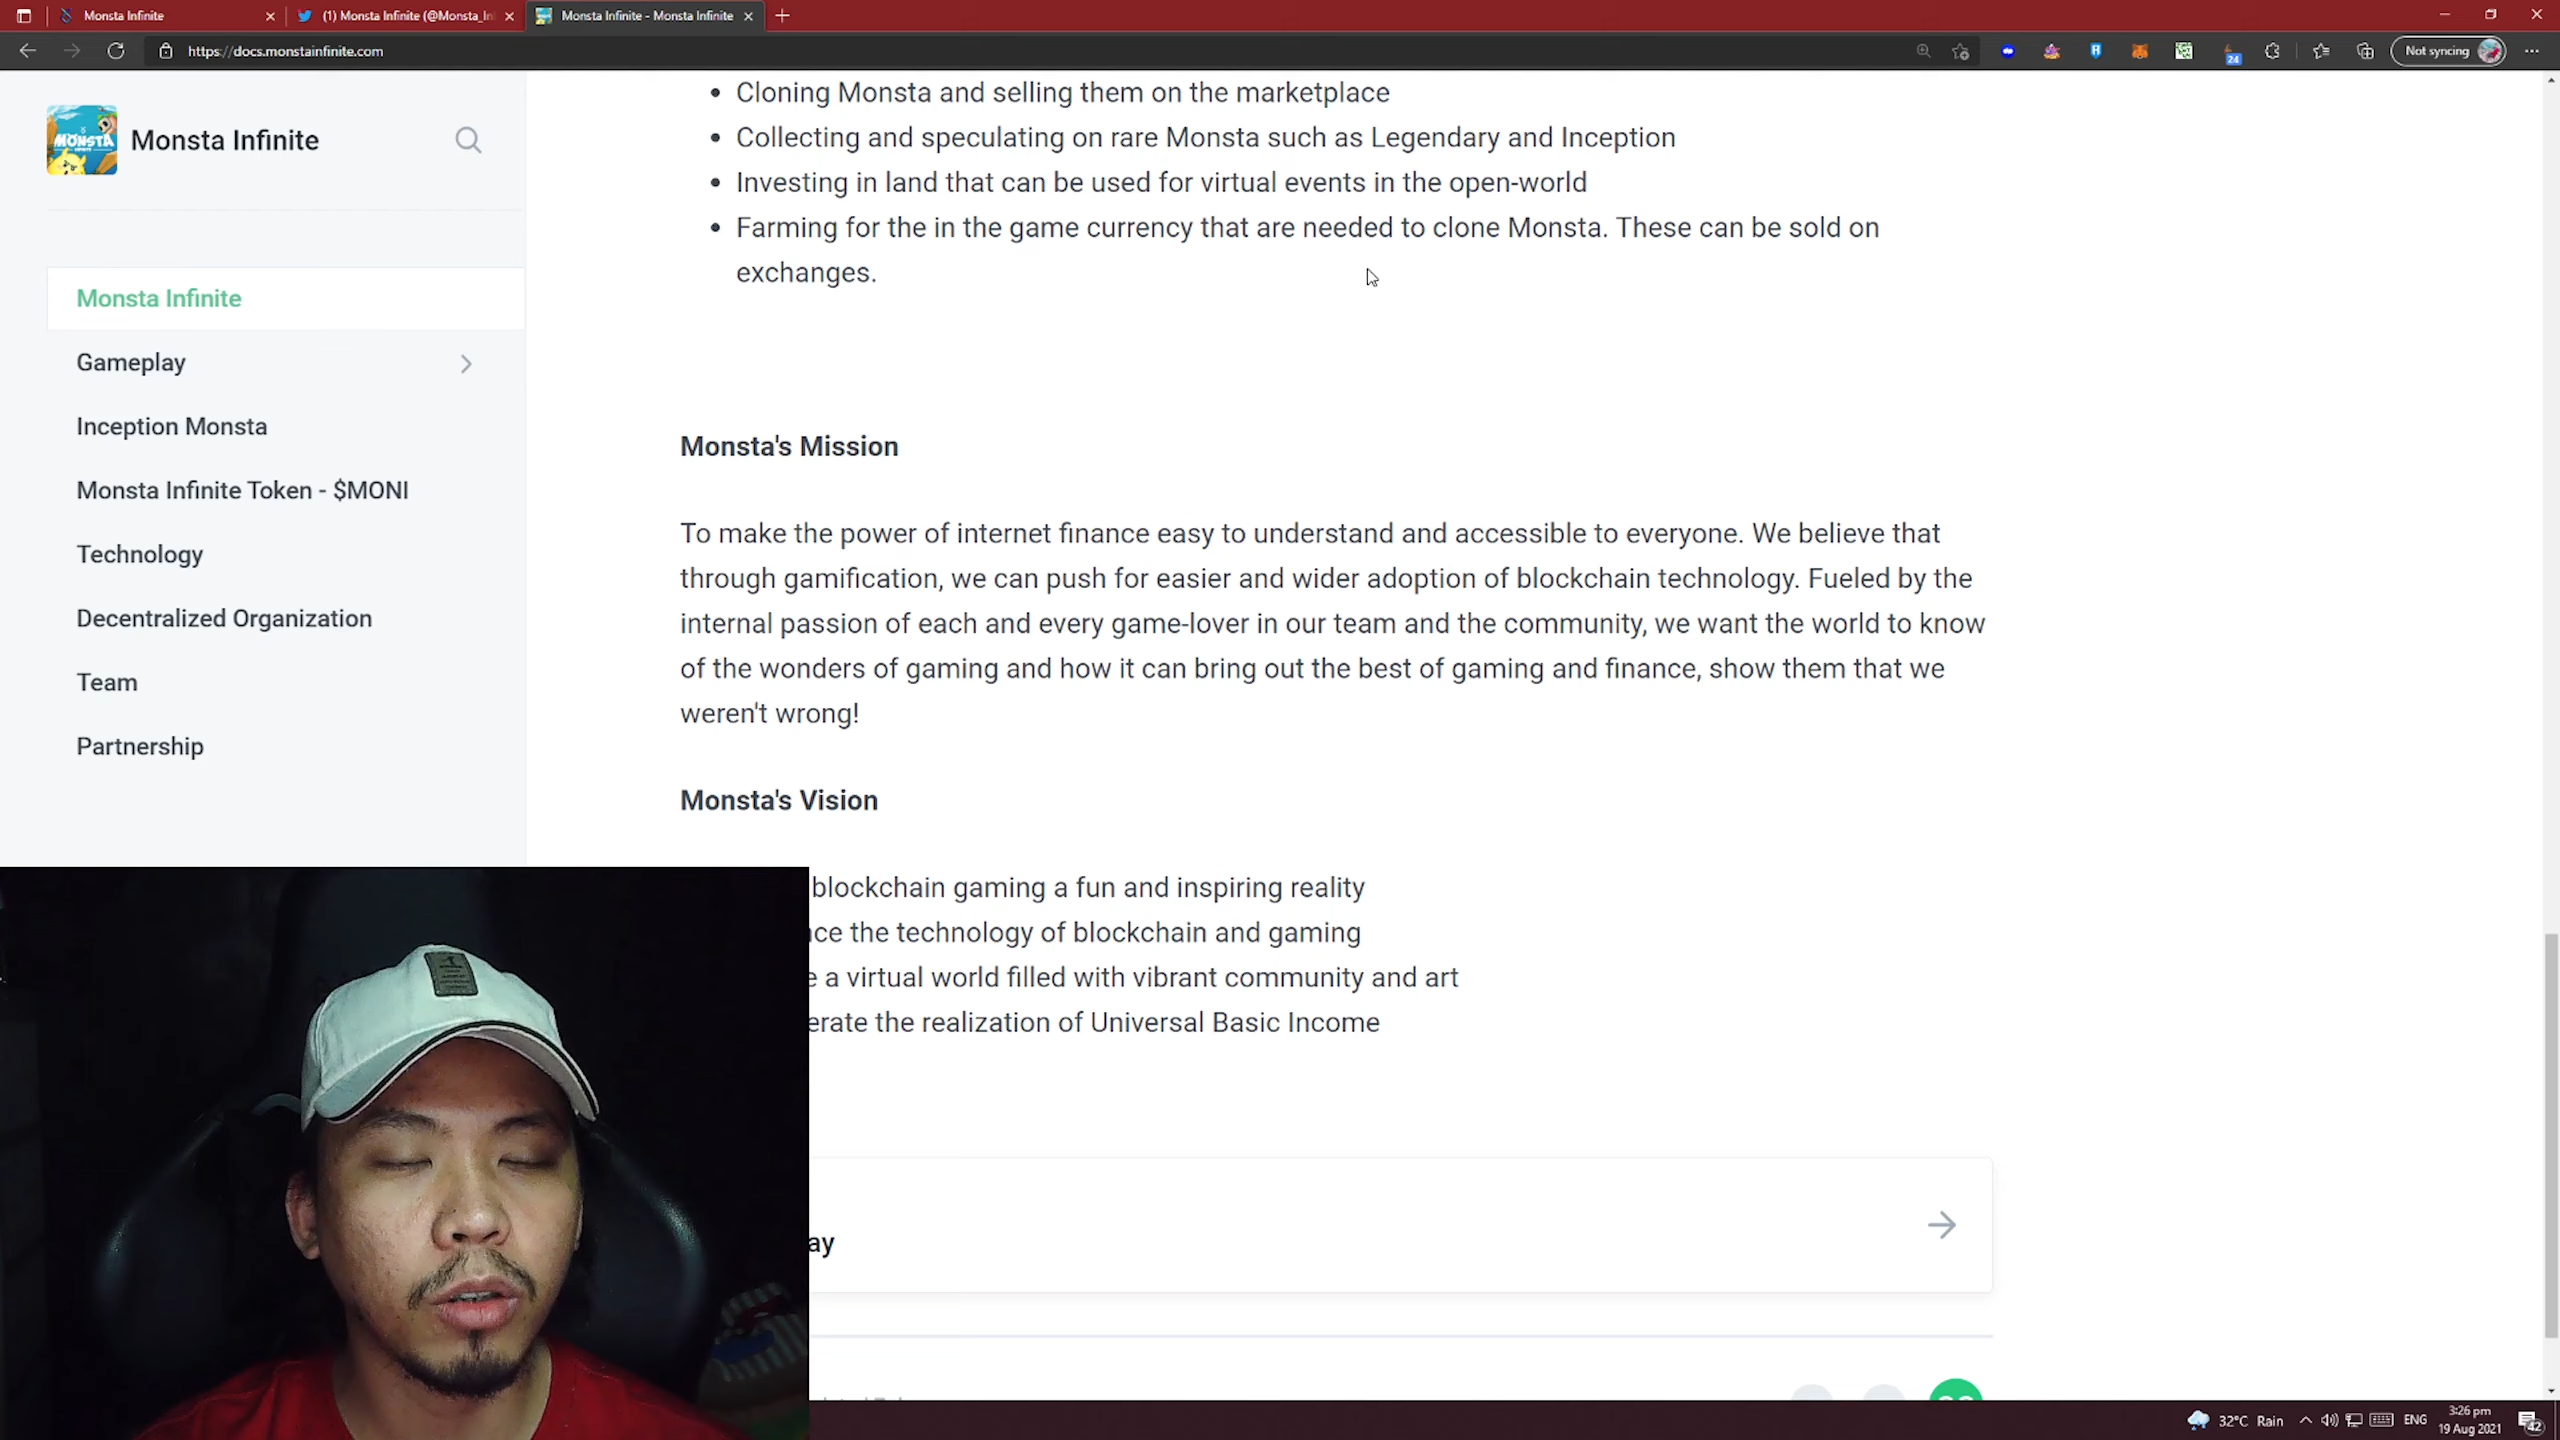 Monsta Infinite
(1) Monsta Infinite (@Monsta_In
Monsta Infinite - Monsta Infinite
https://docs.monstainfinite.com
24
Not syncing
MONSTA
Monsta Infinite
Monsta Infinite
Gameplay
Inception Monsta
Monsta Infinite Token - $MONI
Technology
Decentralized Organization
Team
Partnership
Cloning Monsta and selling them on the marketplace
Collecting and speculating on rare Monsta such as Legendary and Inception
Investing in land that can be used for virtual events in the open-world
Farming for the in the game currency that are needed to clone Monsta. These can be sold on
exchanges.
Monsta's Mission
To make the power of internet finance easy to understand and accessible to everyone. We believe that
through gamification, we can push for easier and wider adoption of blockchain technology. Fueled by the
internal passion of each and every game-lover in our team and the community, we want the world to know
of the wonders of gaming and how it can bring out the best of gaming and finance, show them that we
weren't wrong!
Monsta's Vision
blockchain gaming a fun and inspiring reality
ce the technology of blockchain and gaming
e a virtual world filled with vibrant community and art
erate the realization of Universal Basic Income
ay
32°C Rain
ENG
3:26 pm
19 Aug 2021
42